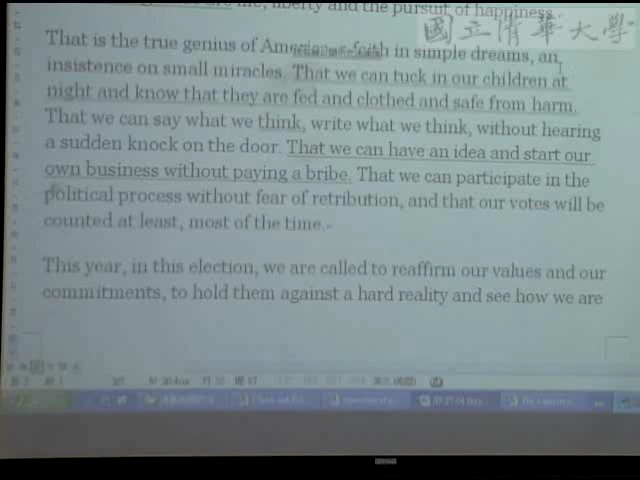 liberty and the pursuit of happiness.
國立清華大學
That is the true genius of America faith in simple dreams, an
insistence on small miracles. That we can tuck in our children at
night and know that they are fed and clothed and safe from harm.
That we can say what we think, write what we think, without hearing
a sudden knock on the door. That we can have an idea and start our
own business without paying a bribe. That we can participate in the
political process without fear of retribution, and that our votes will be
counted at least, most of the time.
This year, in this election, we are called to reaffirm our values and our
commitments, to hold them against a hard reality and see how we are